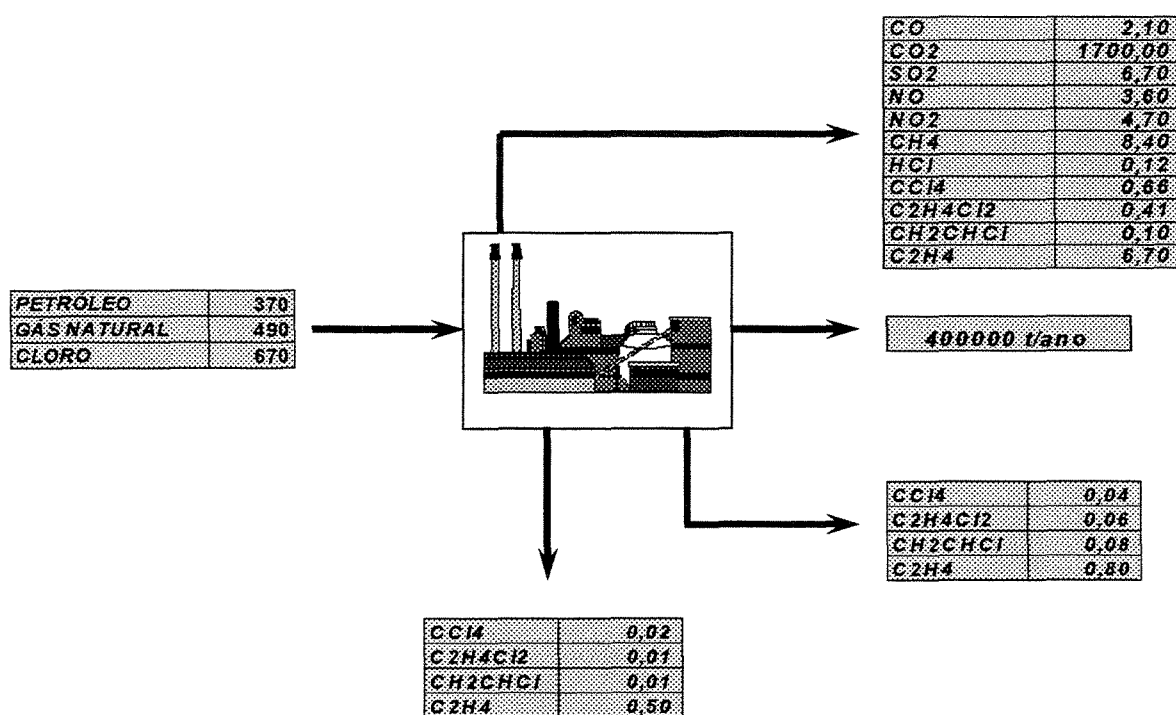 CO 2,10
CO2 1700,00
SO2 6,70
NO 3,60
NO2 4,70
CH4 8,40
HCl 0,12
CCl4 0,66
C2H4Cl2 0,41
CH2CHCl 0,10
C2H4 6,70
PETRÓLEO 370
GAS NATURAL 490
CLORO 670
400000 t/ano
CCl4 0,04
C2H4Cl2 0,06
CH2CHCl 0,08
C2H4 0,80
CCl4 0,02
C2H4Cl2 0,01
CH2CHCl 0,01
C2H4 0,50